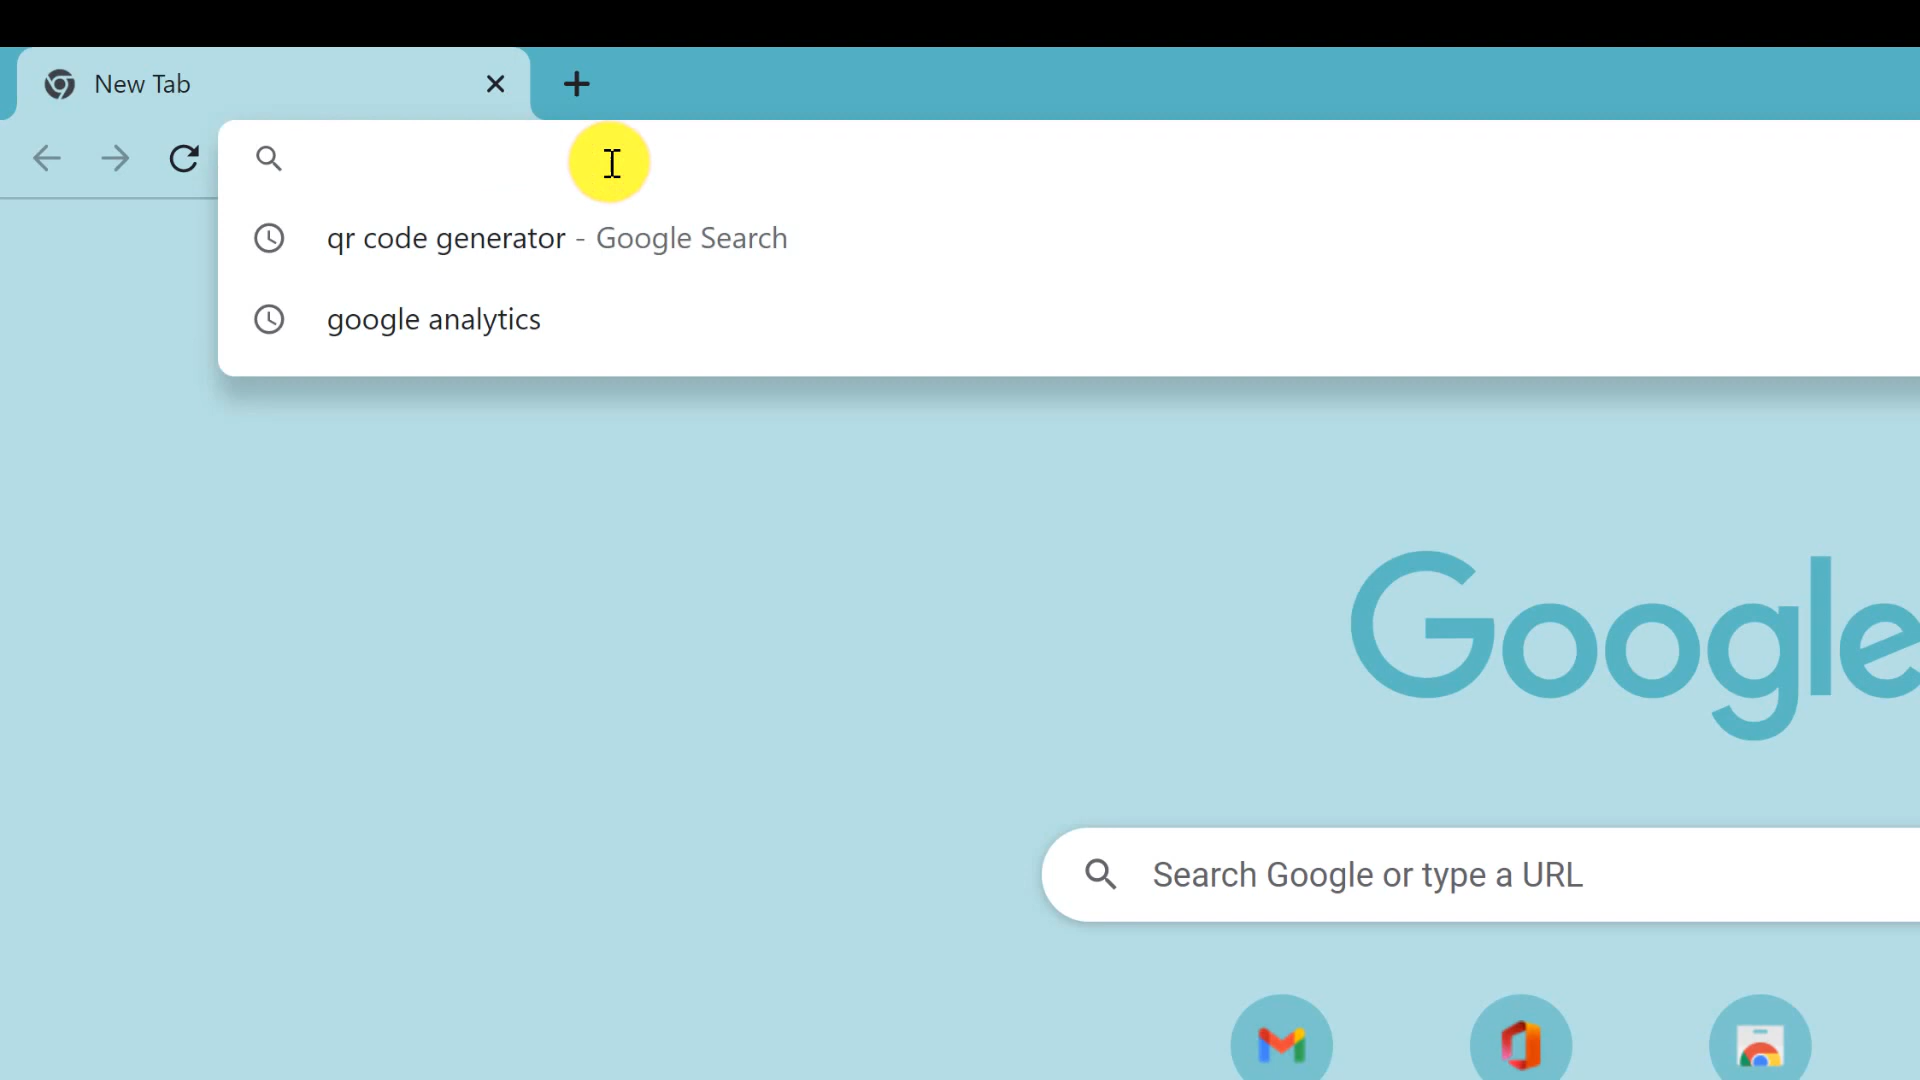 New Tab
qr code generator - Google Search
google analytics
Google
Search Google or type a URL